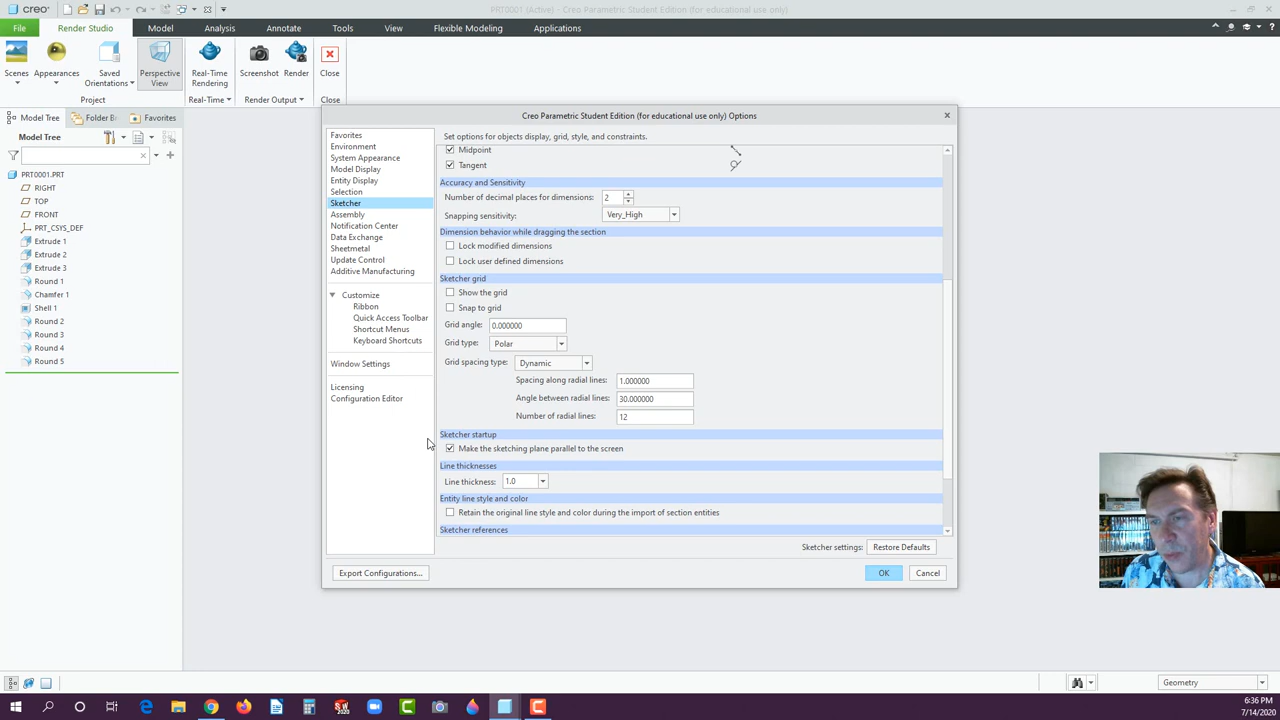 creo
PRT0001 (Active) - Creo Parametric Student Edition (for educational use only)
File Render Studio Model Analysis Annotate Tools View Flexible Modeling Applications
Scenes Appearances Saved Orientations Perspective View Real-Time Rendering Screenshot Render Close
Project Real-Time Render Output Close
Model Tree Folder B Favorites
Model Tree
PRT0001.PRT
RIGHT
TOP
FRONT
PRT_CSYS_DEF
Extrude 1
Extrude 2
Extrude 3
Round 1
Chamfer 1
Shell 1
Round 2
Round 3
Round 4
Round 5
Creo Parametric Student Edition (for educational use only) Options
Favorites
Environment
System Appearance
Model Display
Entity Display
Selection
Sketcher
Assembly
Notification Center
Data Exchange
Sheetmetal
Update Control
Additive Manufacturing
Customize
Ribbon
Quick Access Toolbar
Shortcut Menus
Keyboard Shortcuts
Window Settings
Licensing
Configuration Editor
Set options for objects display, grid, style, and constraints.
Midpoint
Tangent
Accuracy and Sensitivity
Number of decimal places for dimensions: 2
Snapping sensitivity: Very_High
Dimension behavior while dragging the section
Lock modified dimensions
Lock user defined dimensions
Sketcher grid
Show the grid
Snap to grid
Grid angle: 0.000000
Grid type: Polar
Grid spacing type: Dynamic
Spacing along radial lines: 1.000000
Angle between radial lines: 30.000000
Number of radial lines: 12
Sketcher startup
Make the sketching plane parallel to the screen
Line thicknesses
Line thickness: 1.0
Entity line style and color
Retain the original line style and color during the import of section entities
Sketcher references
Sketcher settings: Restore Defaults
Export Configurations... OK Cancel
Geometry
6:36 PM
7/14/2020